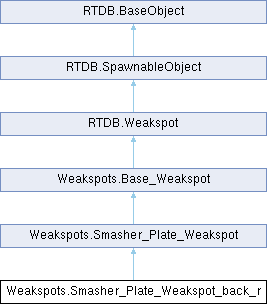 RTDB.BaseObject
RTDB.SpawnableObject
RTDB.Weakspot
Weakspots.Base_Weakspot
Weakspots.Smasher_Plate_Weakspot
Weakspots.Smasher_Plate_Weakspot_back_r